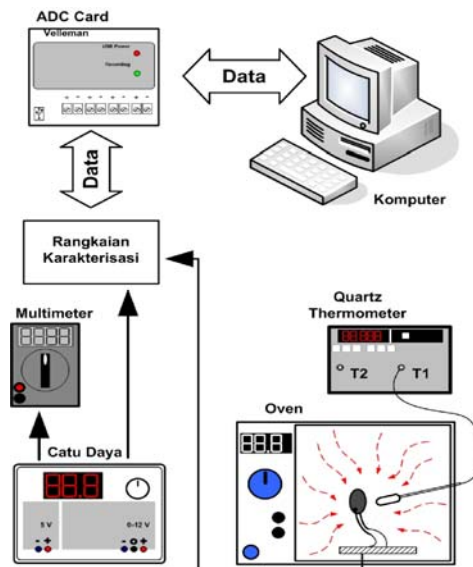 ADC Card
Velleman
USB Power
Recording
+ - + - + - + -
Data
Data
Komputer
Rangkaian
Karakterisasi
Multimeter
Quartz
Thermometer
T2 T1
Oven
Catu Daya
5 V
- +
0-12 V
- o +